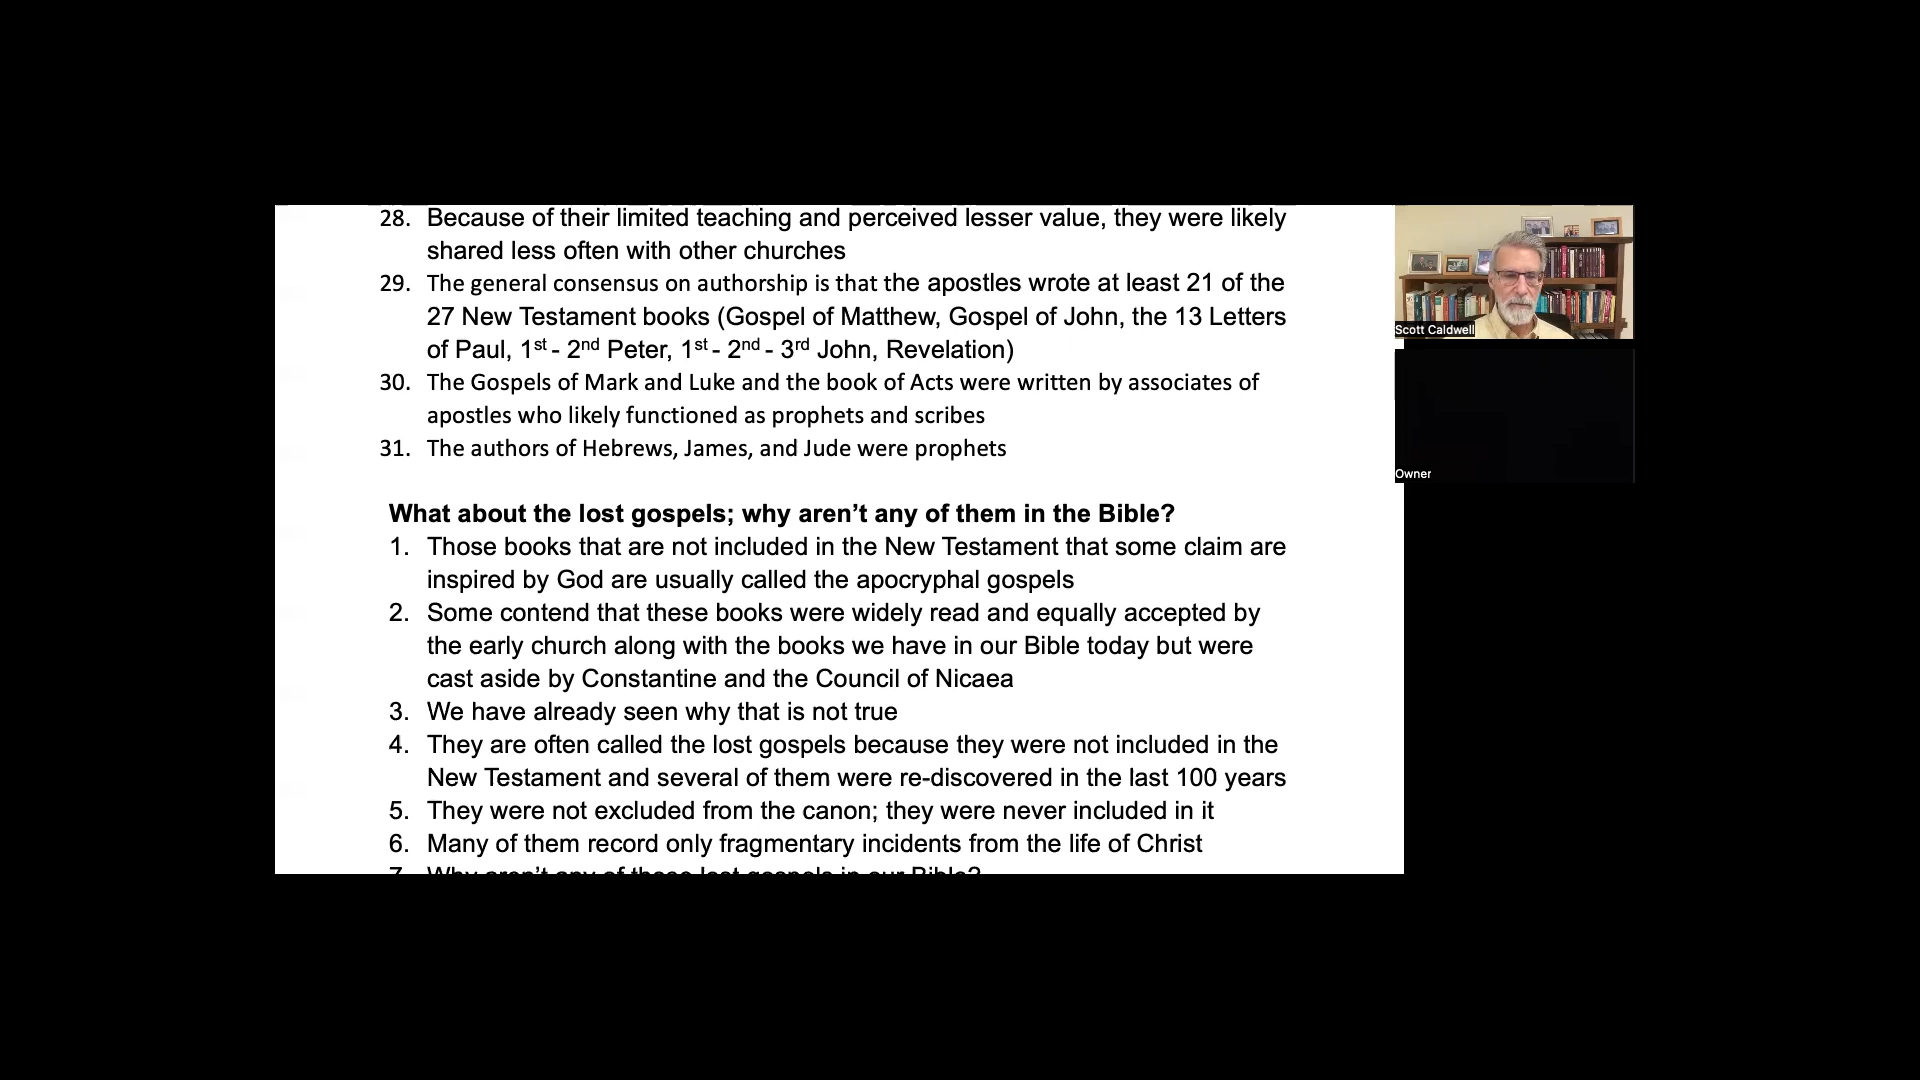 28. Because of their limited teaching and perceived lesser value, they were likely
shared less often with other churches
29. The general consensus on authorship is that the apostles wrote at least 21 of the
27 New Testament books (Gospel of Matthew, Gospel of John, the 13 Letters
of Paul, 1st - 2nd Peter, 1st - 2nd - 3rd John, Revelation)
30. The Gospels of Mark and Luke and the book of Acts were written by associates of
apostles who likely functioned as prophets and scribes
31. The authors of Hebrews, James, and Jude were prophets
What about the lost gospels; why aren’t any of them in the Bible?
1. Those books that are not included in the New Testament that some claim are
inspired by God are usually called the apocryphal gospels
2. Some contend that these books were widely read and equally accepted by
the early church along with the books we have in our Bible today but were
cast aside by Constantine and the Council of Nicaea
3. We have already seen why that is not true
4. They are often called the lost gospels because they were not included in the
New Testament and several of them were re-discovered in the last 100 years
5. They were not excluded from the canon; they were never included in it
6. Many of them record only fragmentary incidents from the life of Christ
7. Why aren’t any of these lost gospels in our Bible?
Scott Caldwell
Owner